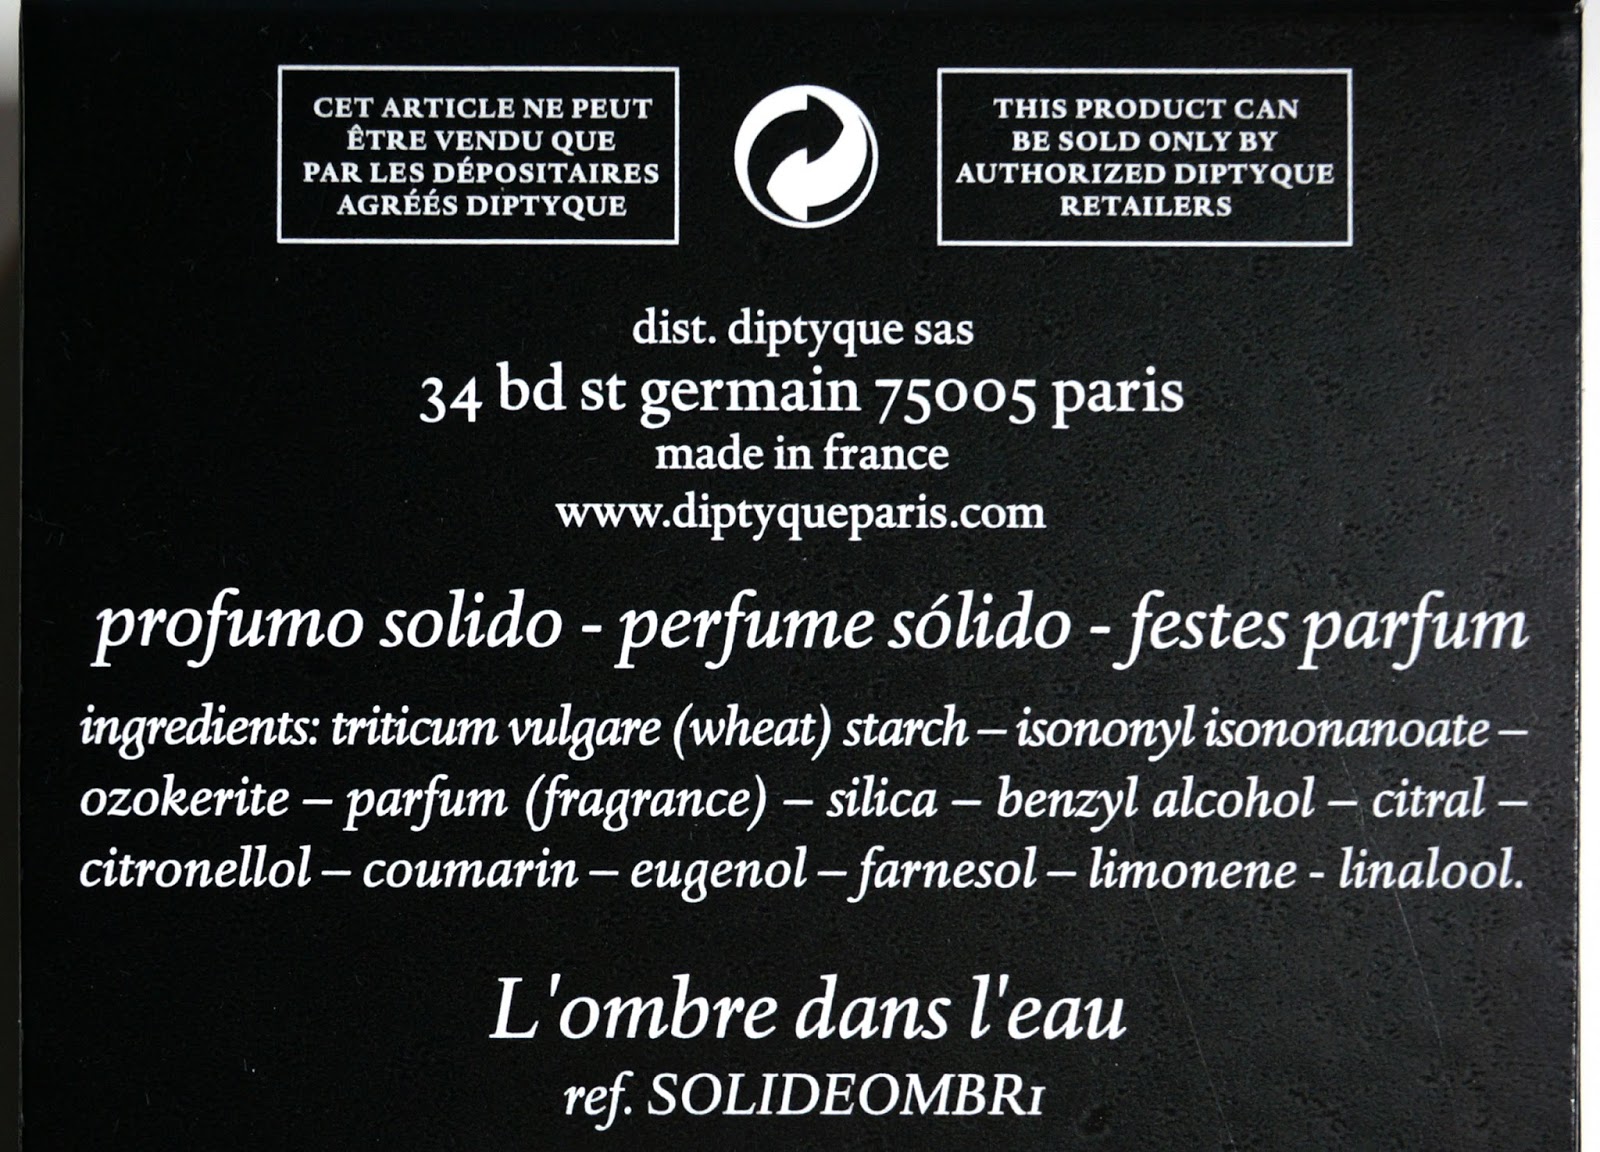 CET ARTICLE NE PEUT
ÊTRE VENDU QUE
PAR LES DÉPOSITAIRES
AGRÉÉS DIPTYQUE
THIS PRODUCT CAN
BE SOLD ONLY BY
AUTHORIZED DIPTYQUE
RETAILERS
dist. diptyque sas
34 bd st germain 75005 paris
made in france
www.diptyqueparis.com
profumo solido - perfume sólido - festes parfum
ingredients: triticum vulgare (wheat) starch – isononyl isononanoate –
ozokerite – parfum (fragrance) – silica – benzyl alcohol – citral –
citronellol – coumarin – eugenol – farnesol – limonene - linalool.
L'ombre dans l'eau
ref. SOLIDEOMBR1